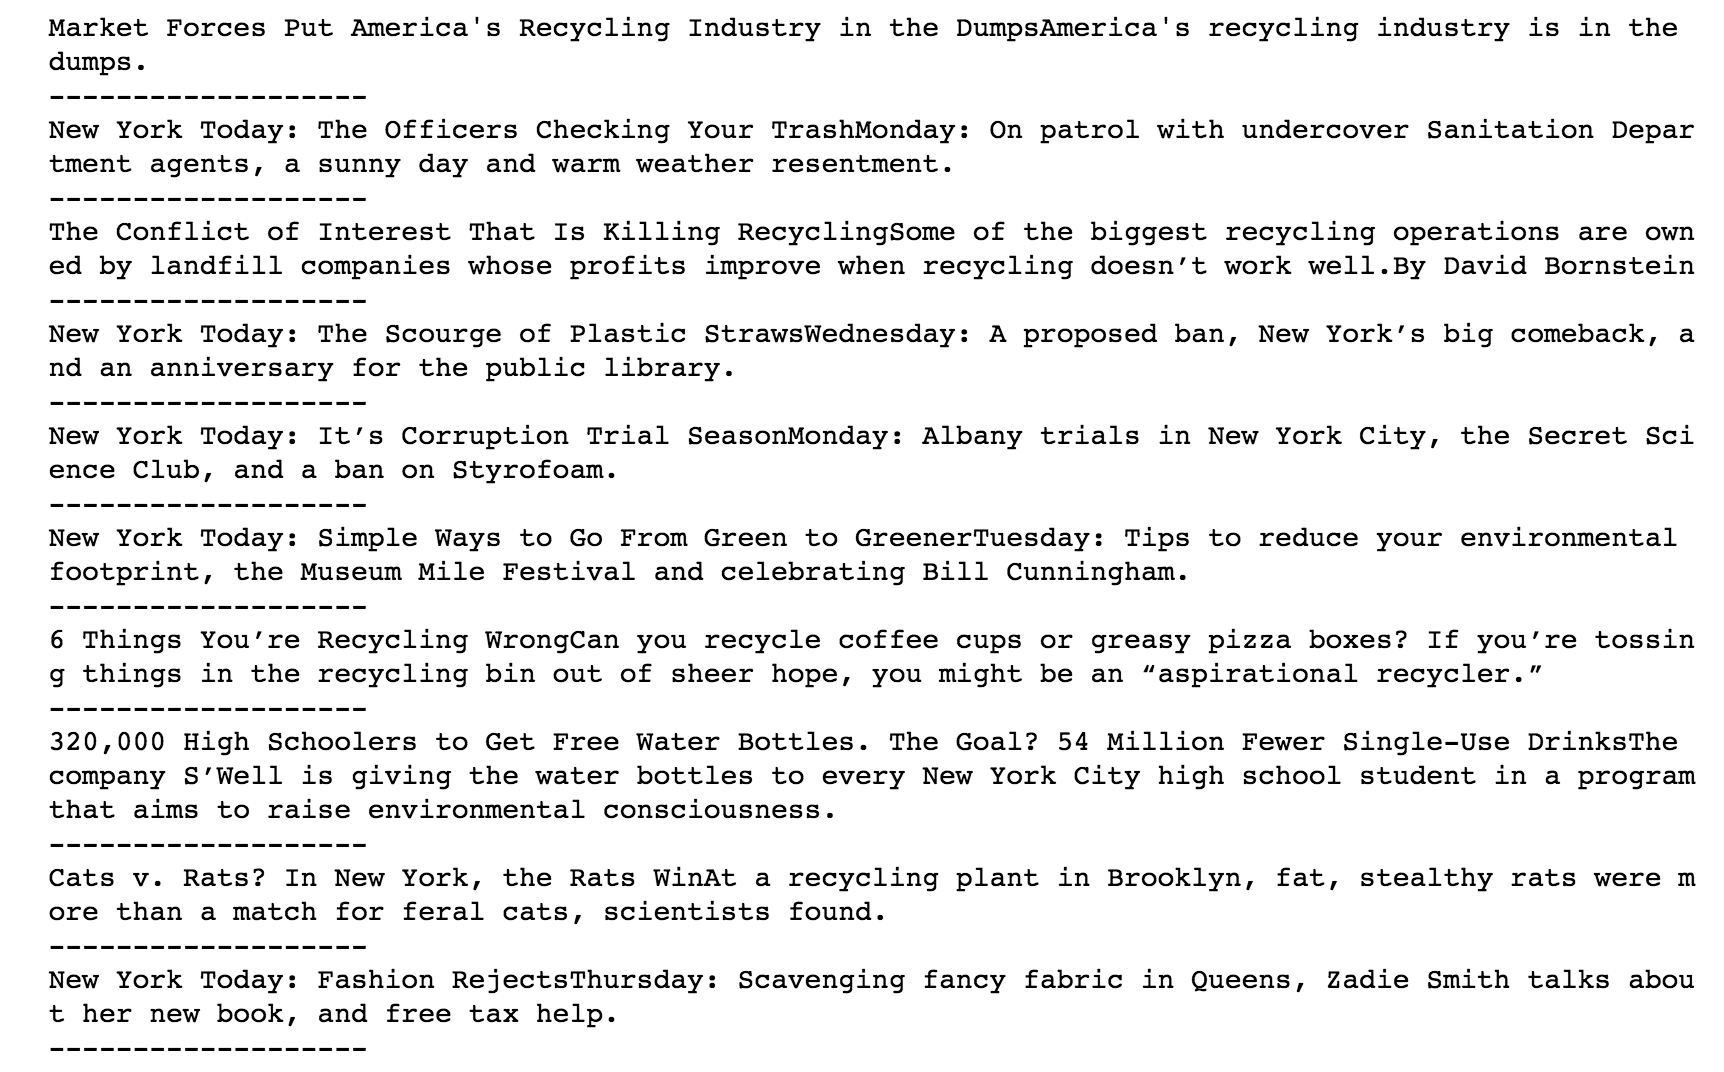 Market Forces Put America's Recycling Industry in the DumpsAmerica's recycling industry is in the
dumps.
-------------------
New York Today: The Officers Checking Your TrashMonday: On patrol with undercover Sanitation Depar
tment agents, a sunny day and warm weather resentment.
-------------------
The Conflict of Interest That Is Killing RecyclingSome of the biggest recycling operations are own
ed by landfill companies whose profits improve when recycling doesn’t work well.By David Bornstein
-------------------
New York Today: The Scourge of Plastic StrawsWednesday: A proposed ban, New York’s big comeback, a
nd an anniversary for the public library.
-------------------
New York Today: It’s Corruption Trial SeasonMonday: Albany trials in New York City, the Secret Sci
ence Club, and a ban on Styrofoam.
-------------------
New York Today: Simple Ways to Go From Green to GreenerTuesday: Tips to reduce your environmental
footprint, the Museum Mile Festival and celebrating Bill Cunningham.
-------------------
6 Things You’re Recycling WrongCan you recycle coffee cups or greasy pizza boxes? If you’re tossin
g things in the recycling bin out of sheer hope, you might be an “aspirational recycler.”
-------------------
320,000 High Schoolers to Get Free Water Bottles. The Goal? 54 Million Fewer Single-Use DrinksThe
company S’Well is giving the water bottles to every New York City high school student in a program
that aims to raise environmental consciousness.
-------------------
Cats v. Rats? In New York, the Rats WinAt a recycling plant in Brooklyn, fat, stealthy rats were m
ore than a match for feral cats, scientists found.
-------------------
New York Today: Fashion RejectsThursday: Scavenging fancy fabric in Queens, Zadie Smith talks abou
t her new book, and free tax help.
-------------------